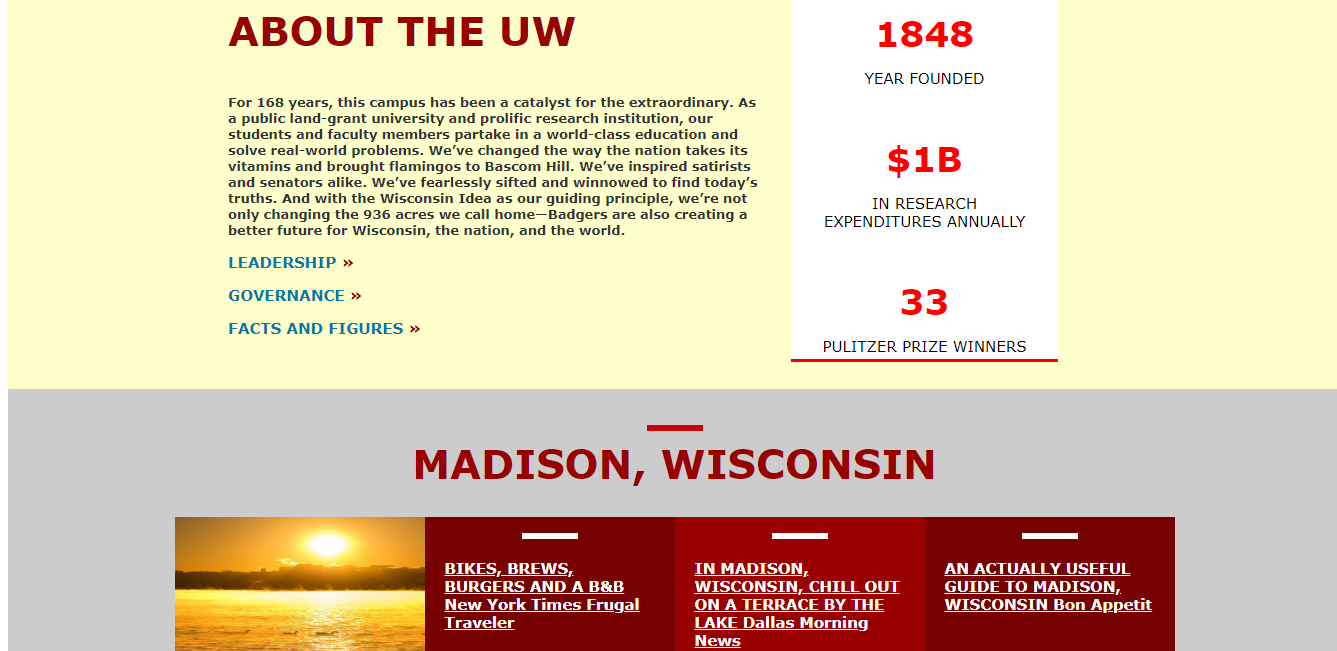 ABOUT THE UW
For 168 years, this campus has been a catalyst for the extraordinary. As
a public land-grant university and prolific research institution, our
students and faculty members partake in a world-class education and
solve real-world problems. We’ve changed the way the nation takes its
vitamins and brought flamingos to Bascom Hill. We’ve inspired satirists
and senators alike. We’ve fearlessly sifted and winnowed to find today’s
truths. And with the Wisconsin Idea as our guiding principle, we’re not
only changing the 936 acres we call home—Badgers are also creating a
better future for Wisconsin, the nation, and the world.
LEADERSHIP »
GOVERNANCE »
FACTS AND FIGURES »
1848
YEAR FOUNDED
$1B
IN RESEARCH
EXPENDITURES ANNUALLY
33
PULITZER PRIZE WINNERS
MADISON, WISCONSIN
BIKES, BREWS,
BURGERS AND A B&B
New York Times Frugal
Traveler
IN MADISON,
WISCONSIN, CHILL OUT
ON A TERRACE BY THE
LAKE Dallas Morning
News
AN ACTUALLY USEFUL
GUIDE TO MADISON,
WISCONSIN Bon Appetit